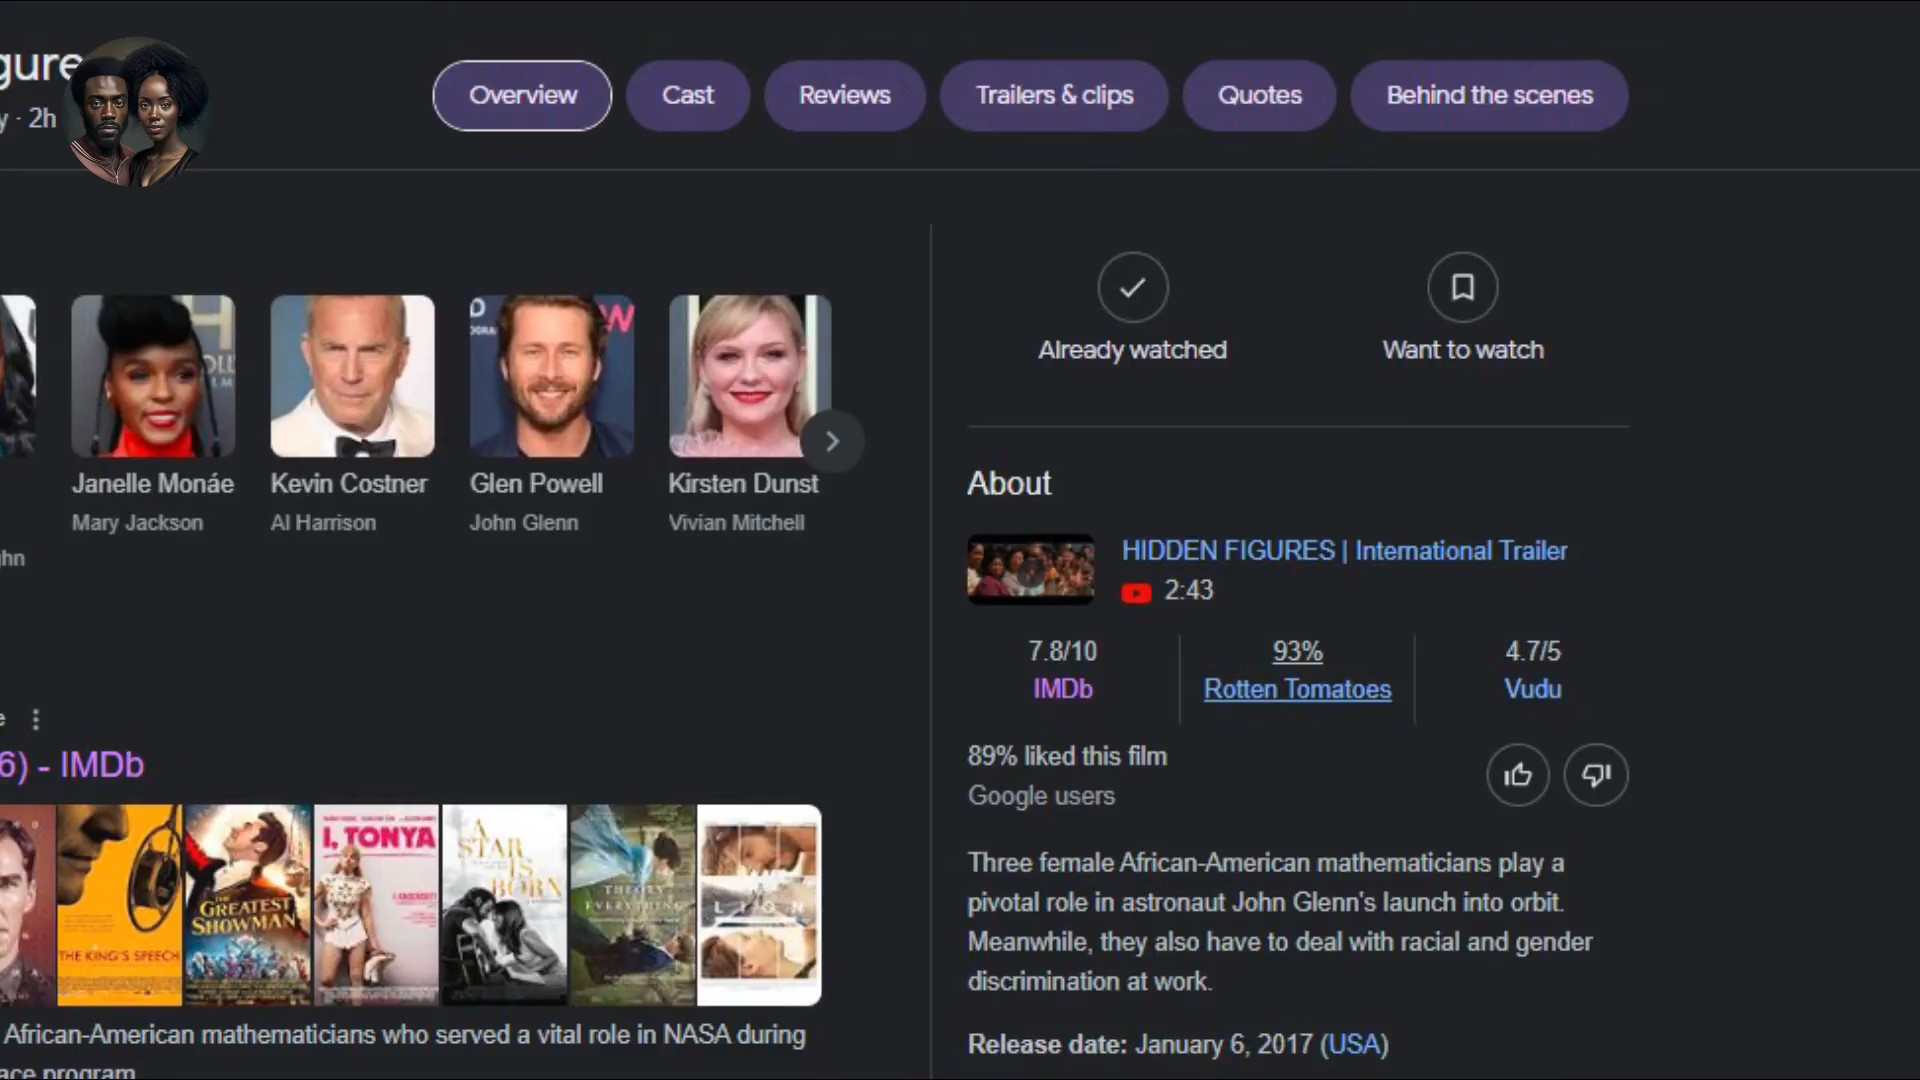 gure
y · 2h
Overview
Cast
Reviews
Trailers & clips
Quotes
Behind the scenes
Already watched
Want to watch
Janelle Monáe
Kevin Costner
Glen Powell
Kirsten Dunst
Mary Jackson
Al Harrison
John Glenn
Vivian Mitchell
ghn
About
HIDDEN FIGURES | International Trailer
2:43
7.8/10
IMDb
93%
Rotten Tomatoes
4.7/5
Vudu
89% liked this film
Google users
Three female African-American mathematicians play a
pivotal role in astronaut John Glenn's launch into orbit.
Meanwhile, they also have to deal with racial and gender
discrimination at work.
Release date: January 6, 2017 (USA)
e
6) - IMDb
THE KING'S SPEECH
THE GREATEST
SHOWMAN
I, TONYA
A
STAR
IS
BORN
THEORY
EVERYTHING
LION
African-American mathematicians who served a vital role in NASA during
ace program